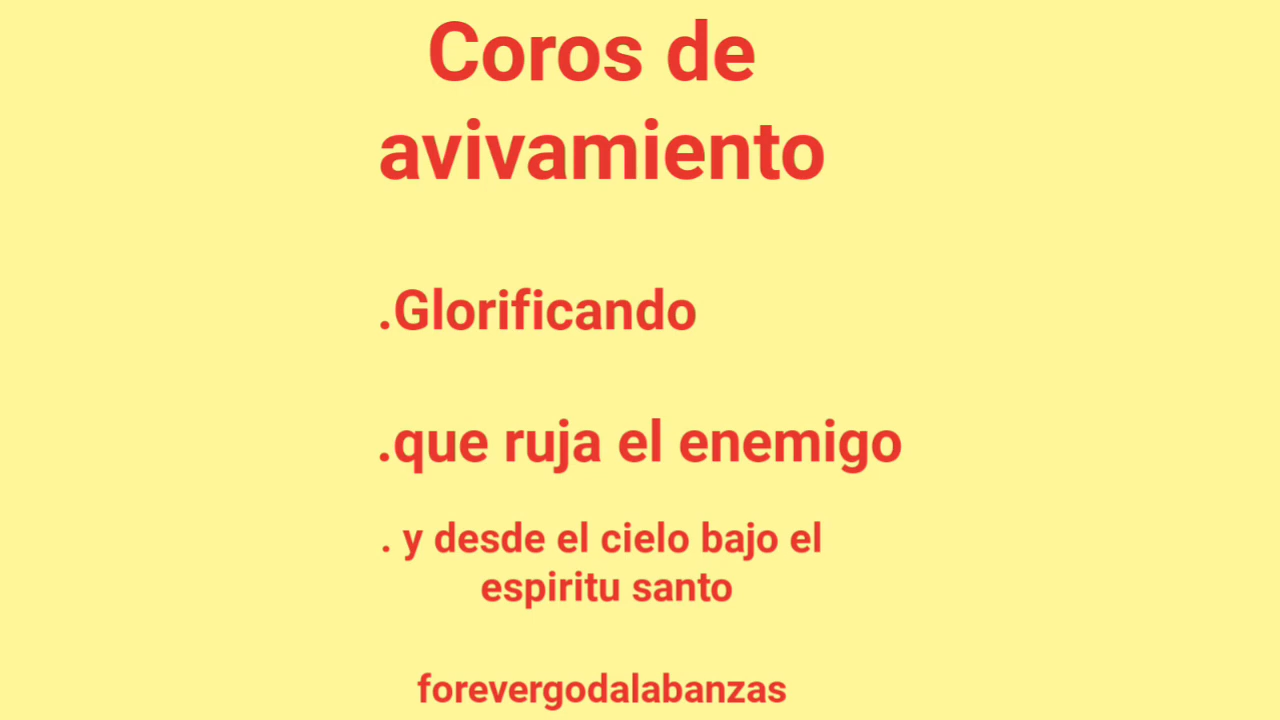 Coros de
avivamiento
.Glorificando
.que ruja el enemigo
. y desde el cielo bajo el
espiritu santo
forevergodalabanzas